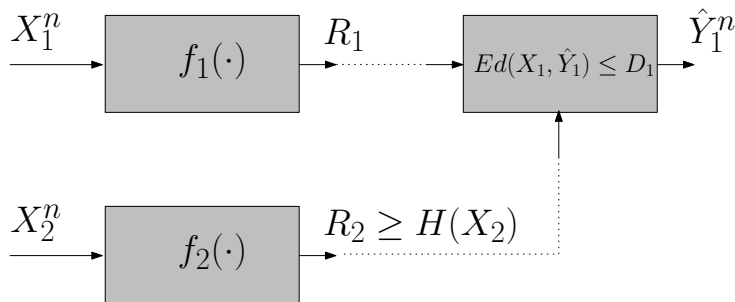 X_1^n
f_1(·)
R_1
Ed(X_1, Ŷ_1) ≤ D_1
Ŷ_1^n
X_2^n
f_2(·)
R_2 ≥ H(X_2)